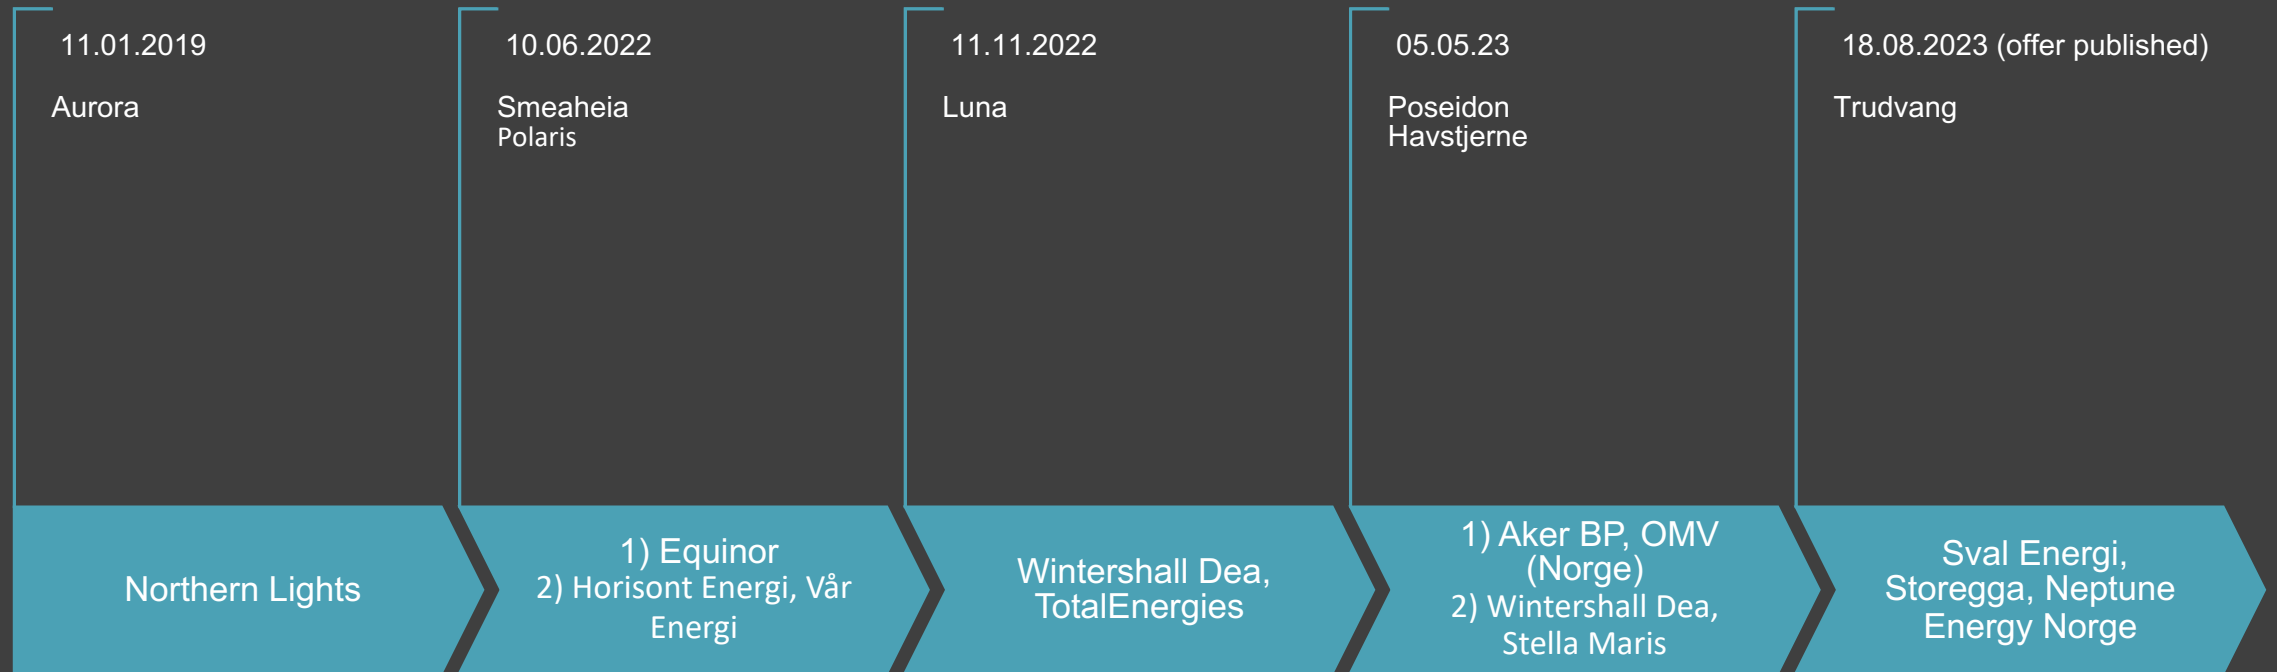 11.01.2019
Aurora
Northern Lights
10.06.2022
Smeaheia
Polaris
1) Equinor
2) Horisont Energi, Vår
Energi
11.11.2022
Luna
Wintershall Dea,
TotalEnergies
05.05.23
Poseidon
Havstjerne
1) Aker BP, OMV
(Norge)
2) Wintershall Dea,
Stella Maris
18.08.2023 (offer published)
Trudvang
Sval Energi,
Storegga, Neptune
Energy Norge